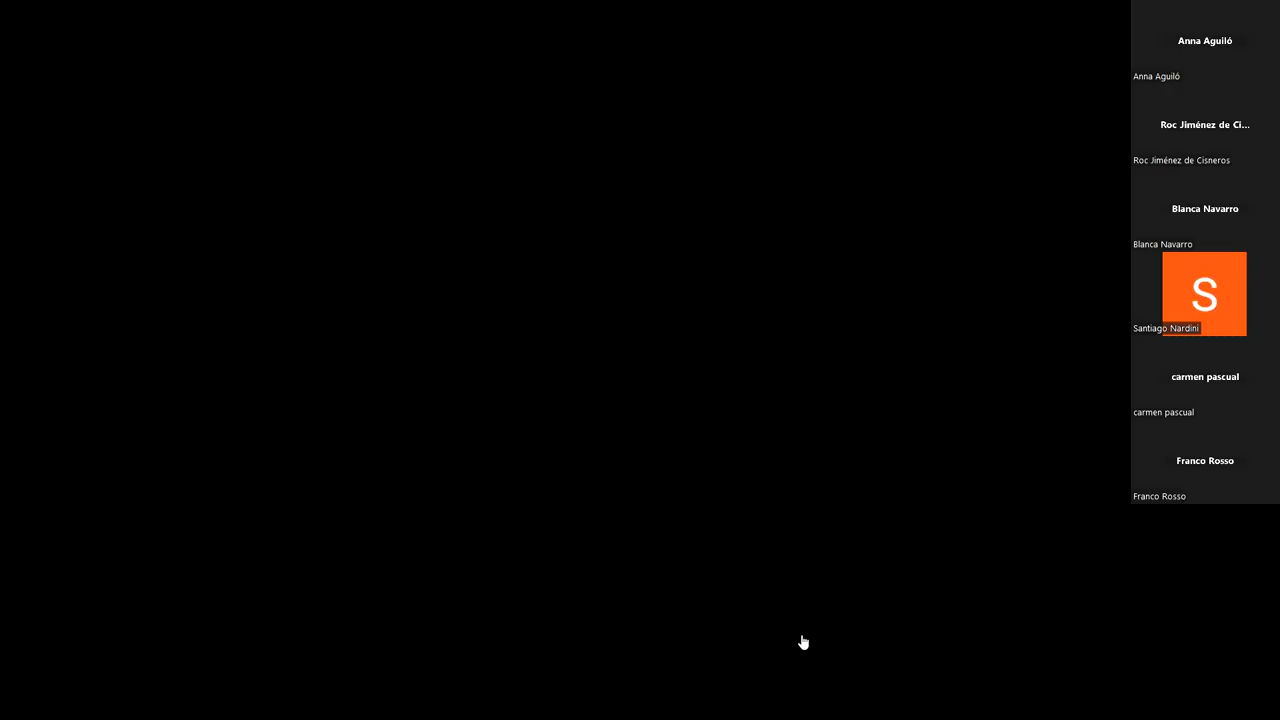 Anna Aguiló
Anna Aguiló
Roc Jiménez de Ci...
Roc Jiménez de Cisneros
Blanca Navarro
Blanca Navarro
S
Santiago Nardini
carmen pascual
carmen pascual
Franco Rosso
Franco Rosso